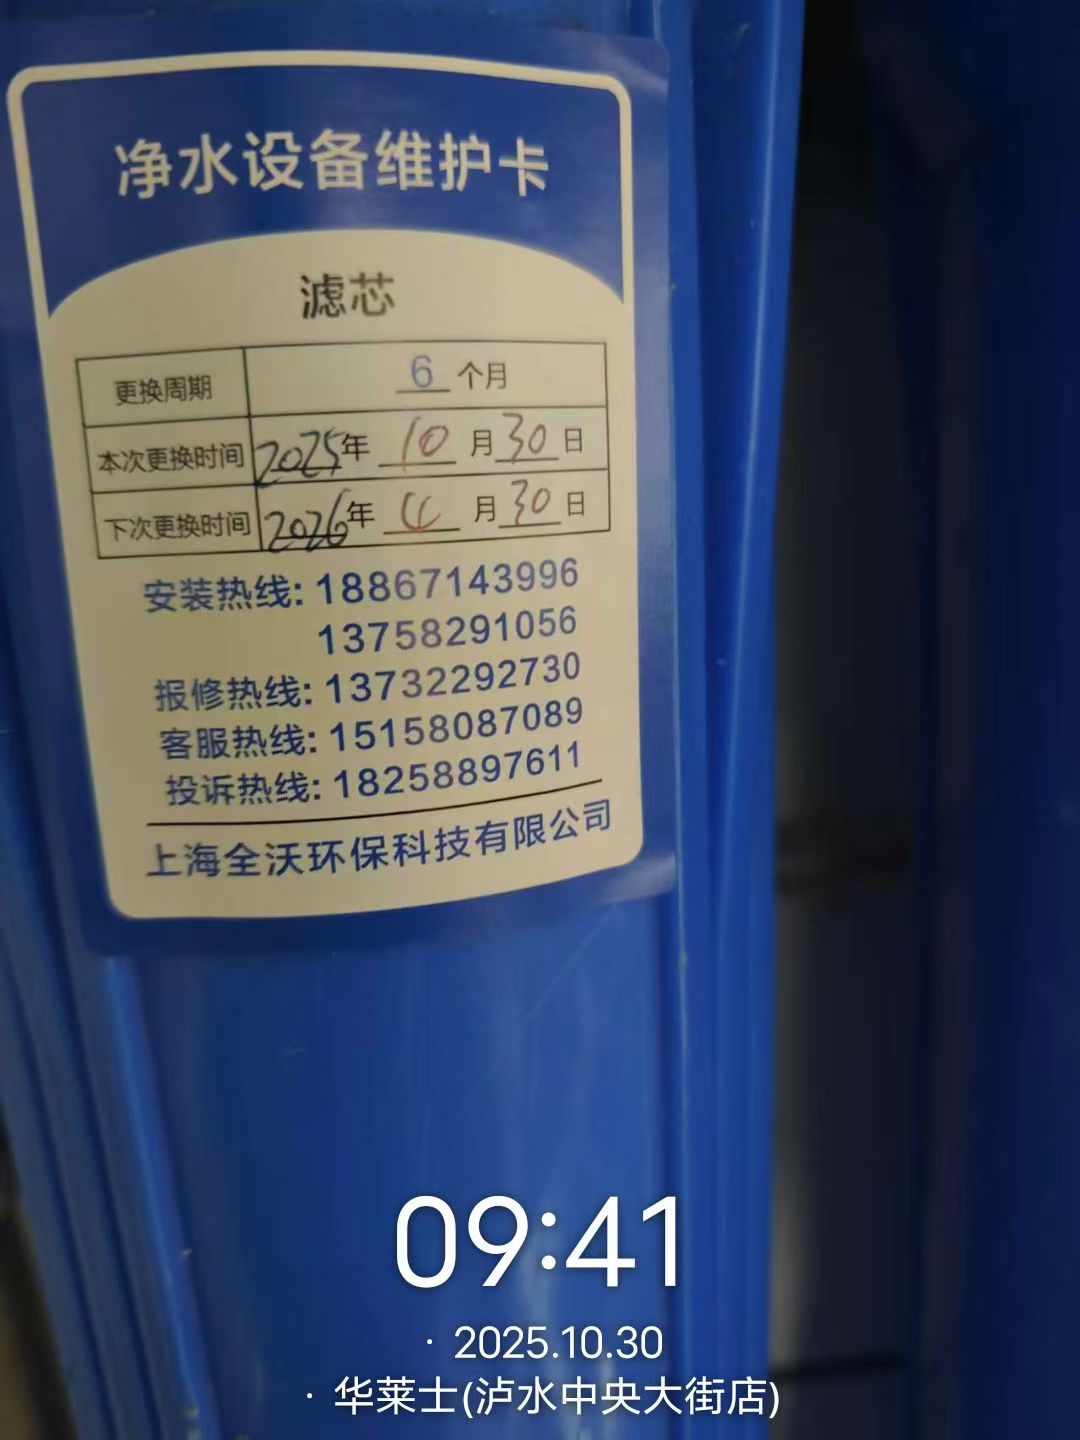 净水设备维护卡
滤芯
更换周期 6 个月
本次更换时间 2025年 10 月 30 日
下次更换时间 2026年 4 月 30 日
安装热线: 18867143996
13758291056
报修热线: 13732292730
客服热线: 15158087089
投诉热线: 18258897611
上海全沃环保科技有限公司
09:41
· 2025.10.30
· 华莱士(泸水中央大街店)